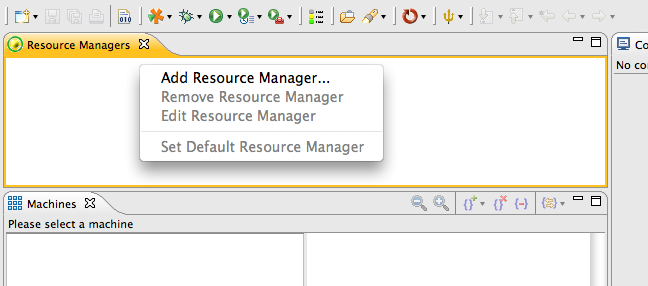 010
Resource Managers
Co
Add Resource Manager...
No co
Remove Resource Manager
Edit Resource Manager
Set Default Resource Manager
Machines
Please select a machine